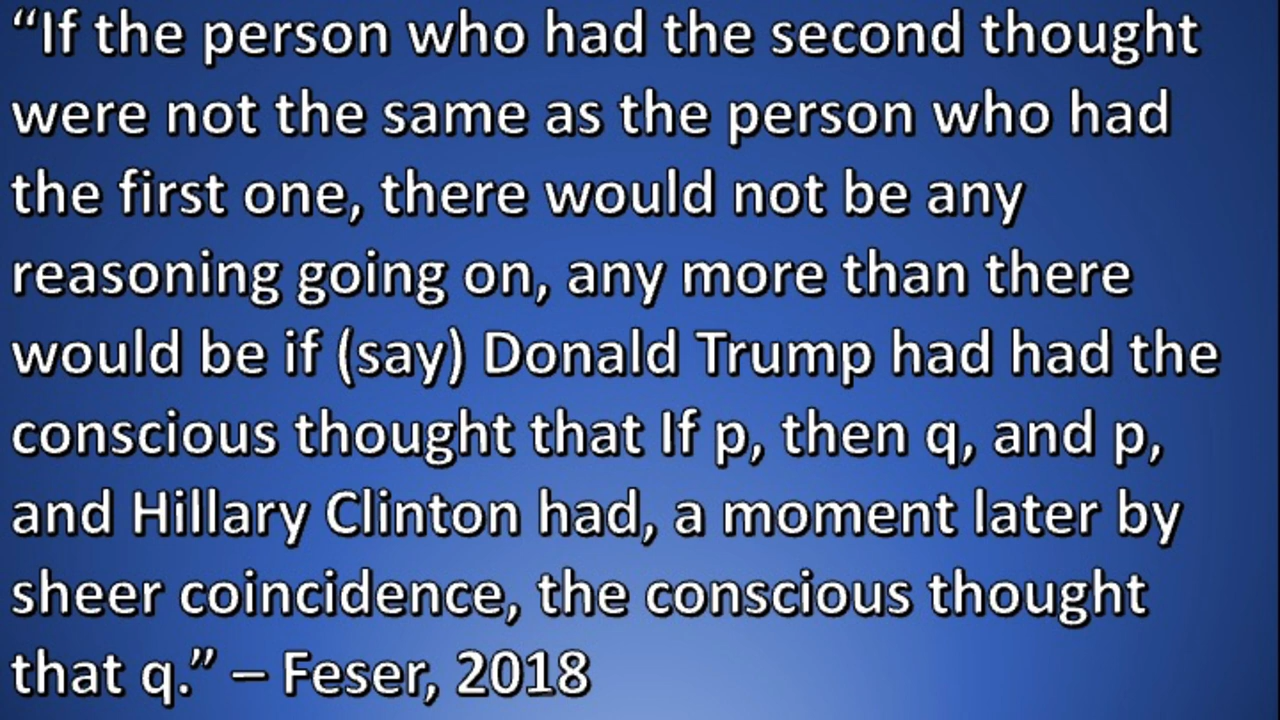 “If the person who had the second thought
were not the same as the person who had
the first one, there would not be any
reasoning going on, any more than there
would be if (say) Donald Trump had had the
conscious thought that If p, then q, and p,
and Hillary Clinton had, a moment later by
sheer coincidence, the conscious thought
that q.” – Feser, 2018